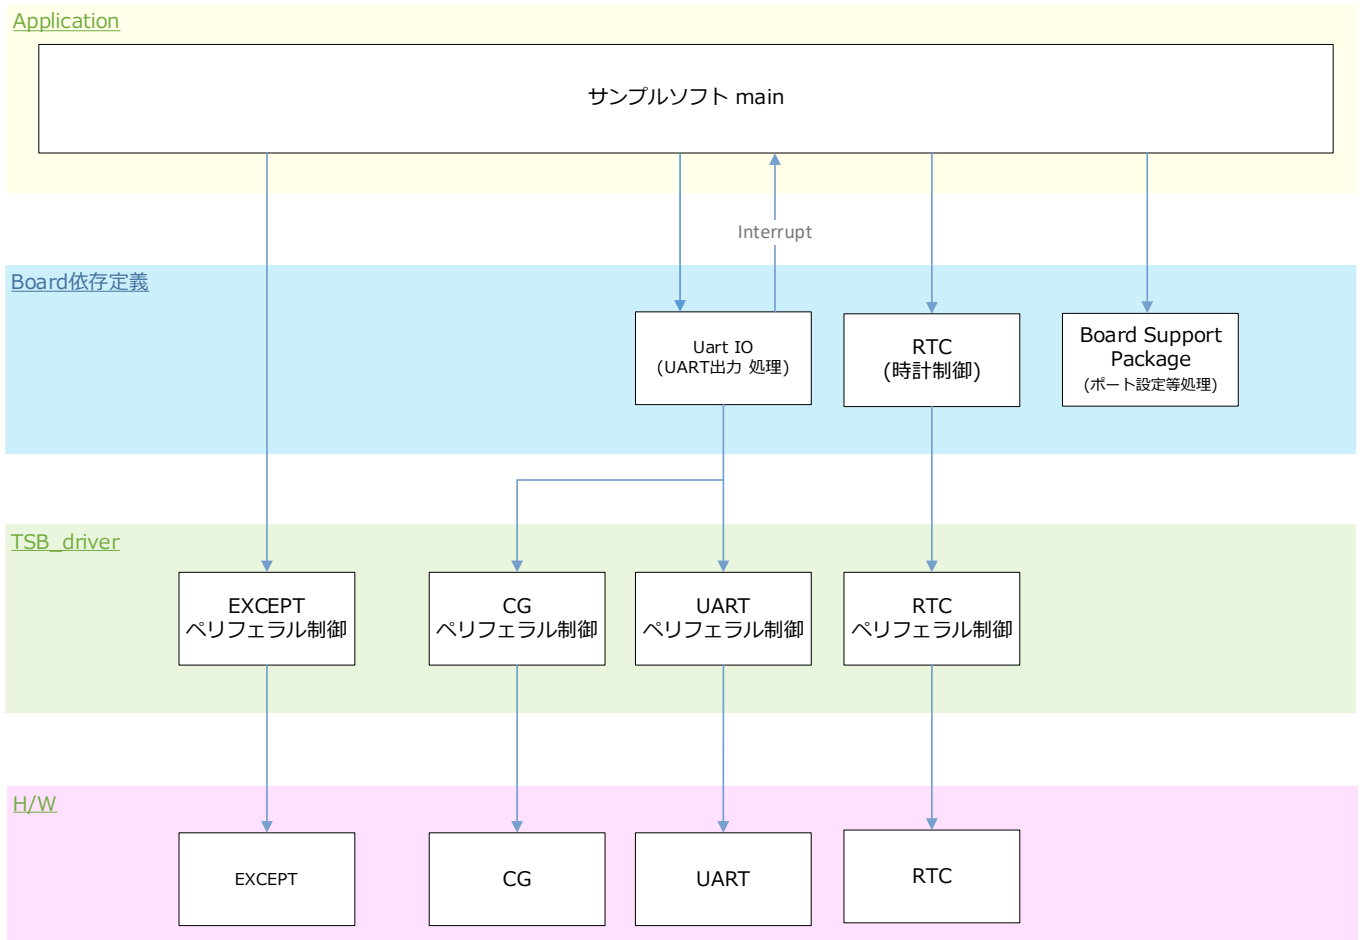 Application
サンプルソフト main
Interrupt
Board依存定義
Uart IO
(UART出力 処理)
RTC
(時計制御)
Board Support
Package
(ポート設定等処理)
TSB_driver
EXCEPT
ペリフェラル制御
CG
ペリフェラル制御
UART
ペリフェラル制御
RTC
ペリフェラル制御
H/W
EXCEPT
CG
UART
RTC